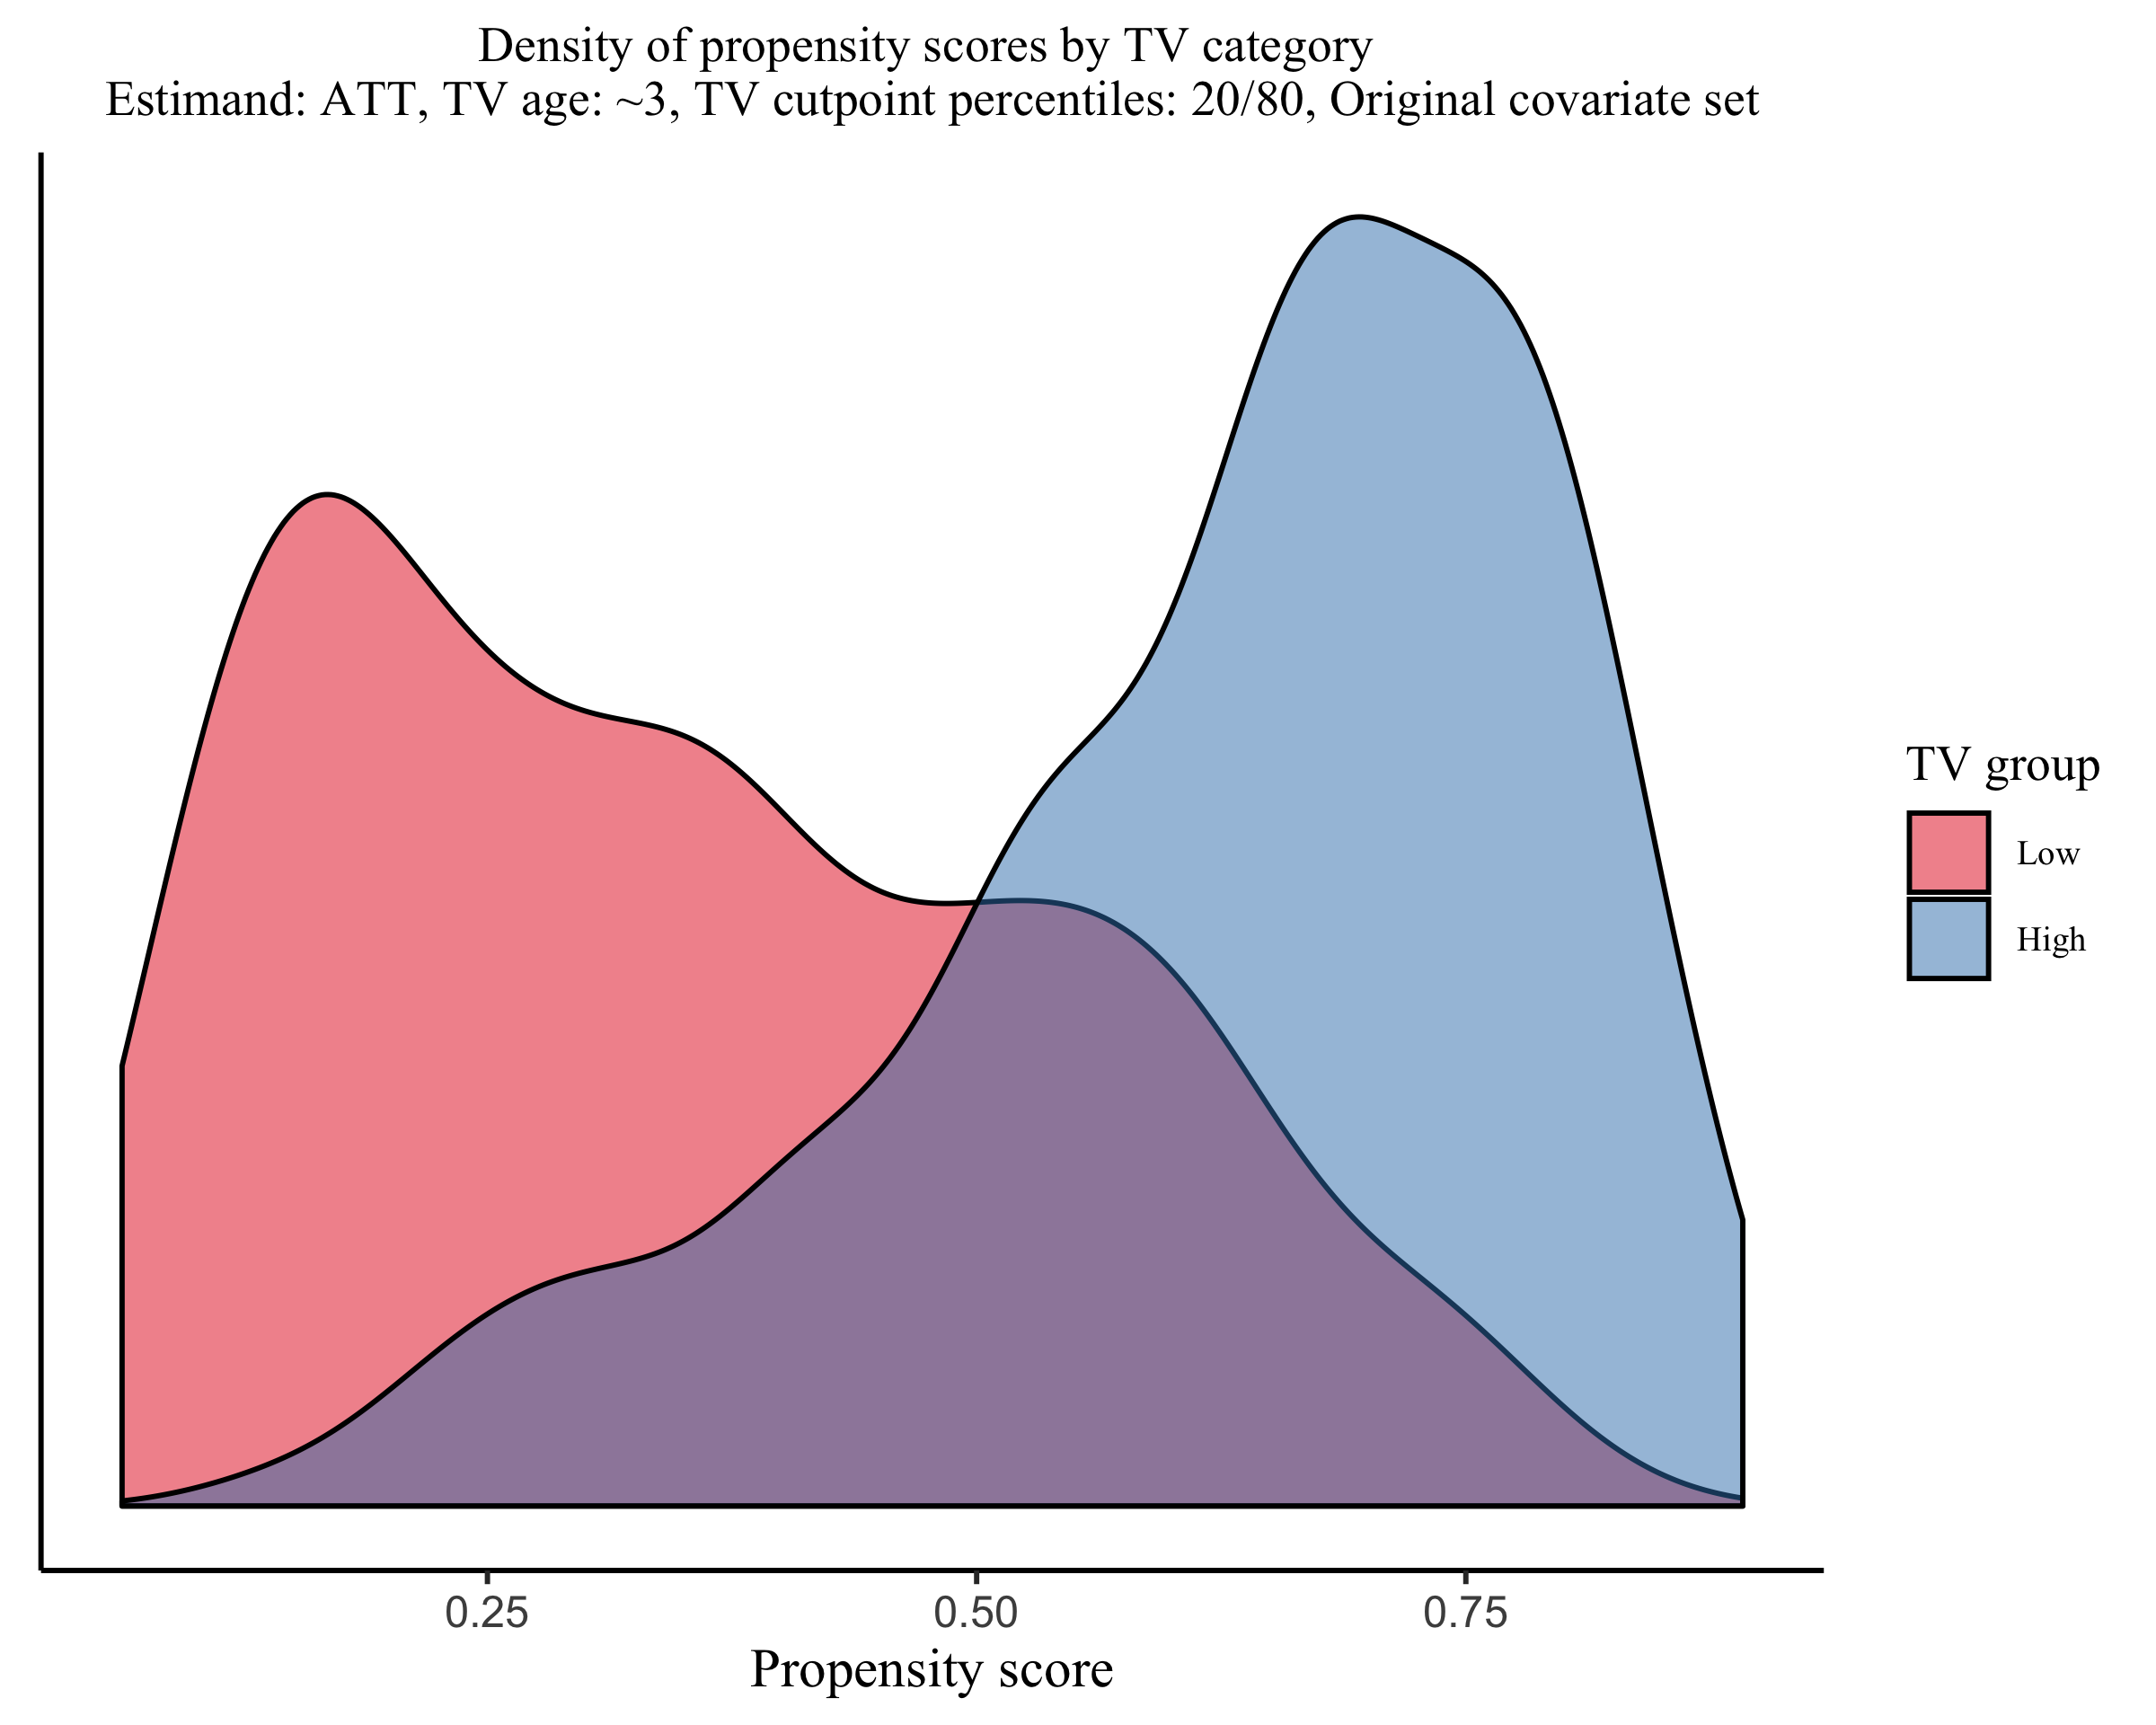 Density of propensity scores by TV category
Estimand: ATT, TV age: ~3, TV cutpoint percentiles: 20/80, Original covariate set
TV group
Low
High
0.25
0.50
0.75
Propensity score